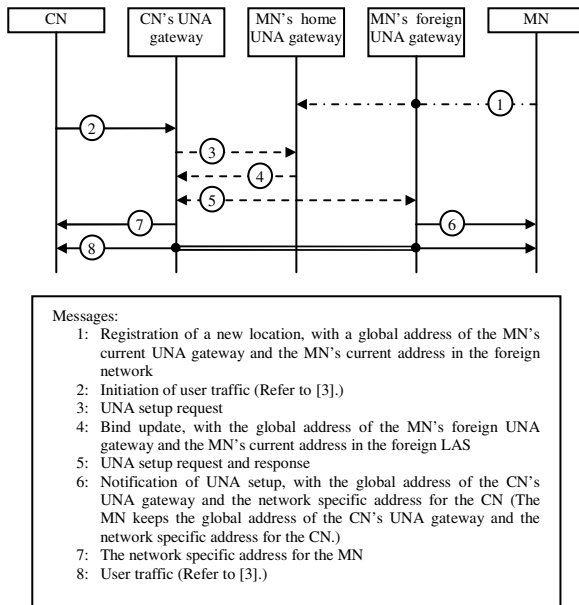 CN
CN's UNA
gateway
MN's home
UNA gateway
MN's foreign
UNA gateway
MN
1
2
3
4
5
7
6
8
Messages:
1: Registration of a new location, with a global address of the MN's
current UNA gateway and the MN's current address in the foreign
network
2: Initiation of user traffic (Refer to [3].)
3: UNA setup request
4: Bind update, with the global address of the MN's foreign UNA
gateway and the MN's current address in the foreign LAS
5: UNA setup request and response
6: Notification of UNA setup, with the global address of the CN's
UNA gateway and the network specific address for the CN (The
MN keeps the global address of the CN's UNA gateway and the
network specific address for the CN.)
7: The network specific address for the MN
8: User traffic (Refer to [3].)